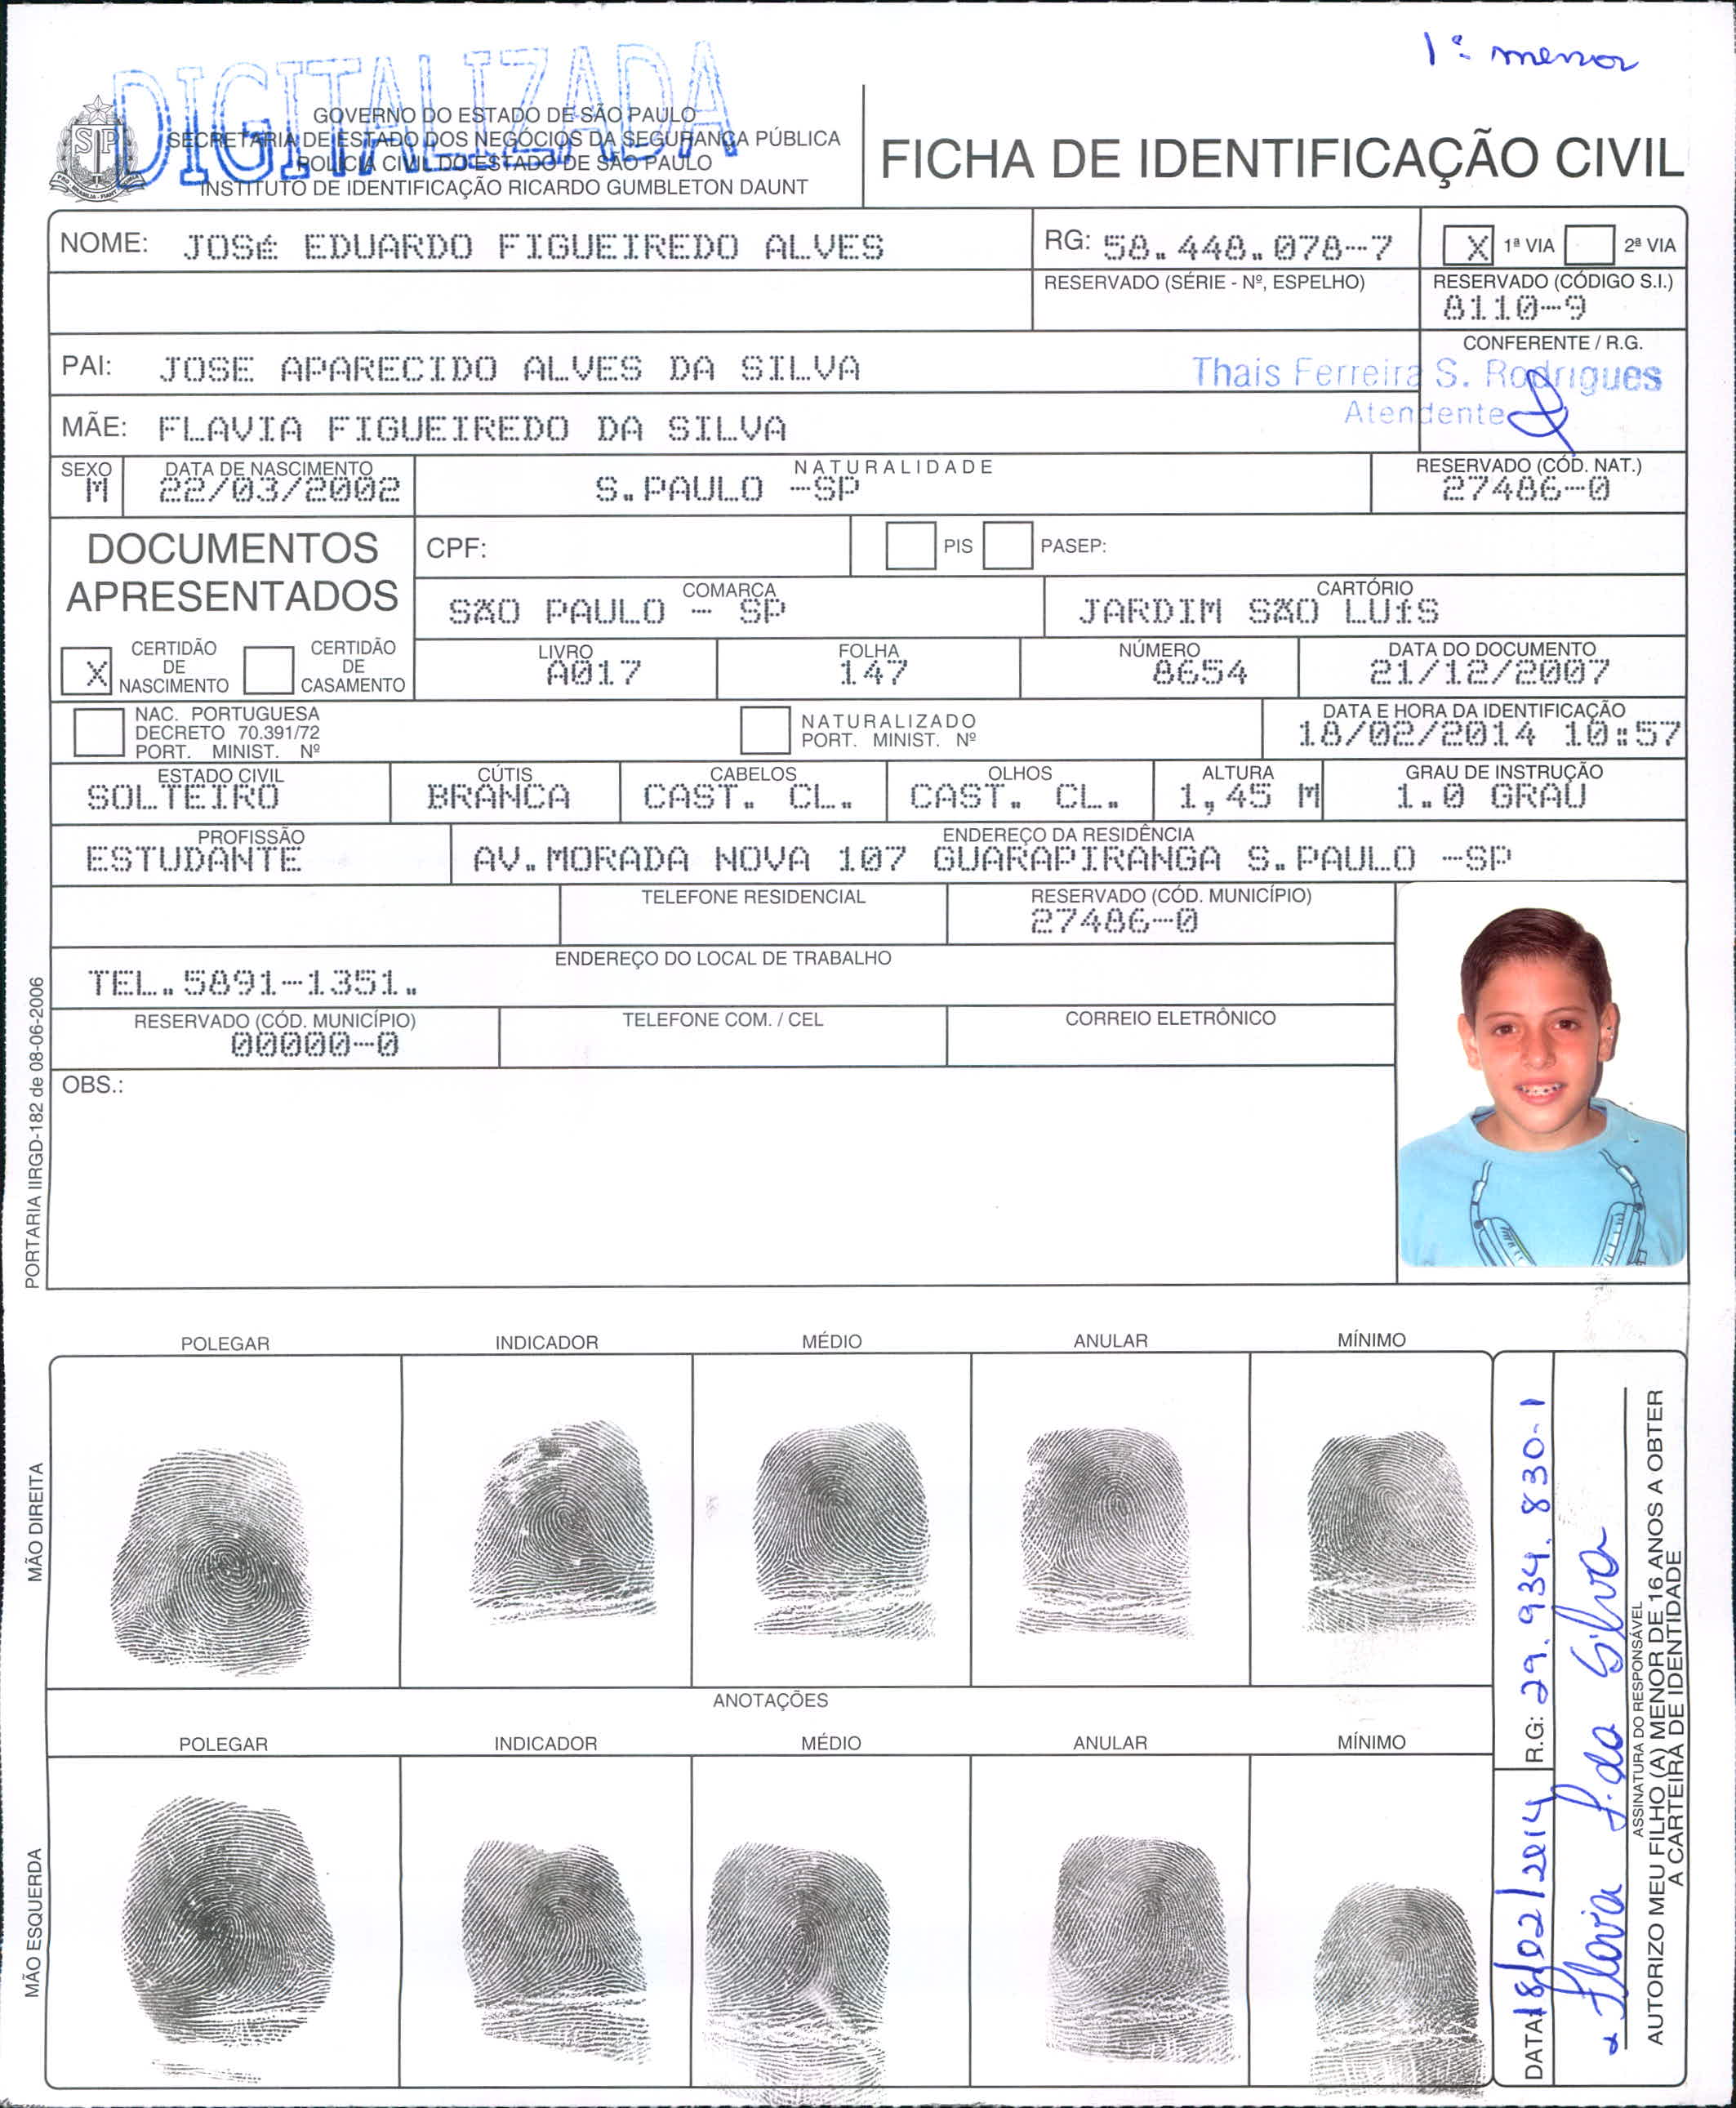 1ª menor
DIGITALIZADA
GOVERNO DO ESTADO DE SÃO PAULO
SECRETARIA DE ESTADO DOS NEGÓCIOS DA SEGURANÇA PÚBLICA
POLÍCIA CIVIL DO ESTADO DE SÃO PAULO
INSTITUTO DE IDENTIFICAÇÃO RICARDO GUMBLETON DAUNT
SP
FICHA DE IDENTIFICAÇÃO CIVIL
NOME: JOSé EDUARDO FIGUEIREDO ALVES
RG: 58.448.078-7
X 1ª VIA 2ª VIA
RESERVADO (SÉRIE - Nº, ESPELHO)
RESERVADO (CÓDIGO S.I.)
8110-9
PAI: JOSE APARECIDO ALVES DA SILVA
CONFERENTE / R.G.
Thais Ferreira S. Rodrigues
Atendente
MÃE: FLAVIA FIGUEIREDO DA SILVA
SEXO
M
DATA DE NASCIMENTO
22/03/2002
NATURALIDADE
S.PAULO -SP
RESERVADO (CÓD. NAT.)
27486-0
DOCUMENTOS
APRESENTADOS
CPF:
PIS PASEP:
COMARCA
SãO PAULO - SP
CARTÓRIO
JARDIM SãO LUíS
X CERTIDÃO DE NASCIMENTO
CERTIDÃO DE CASAMENTO
LIVRO
A017
FOLHA
147
NÚMERO
8654
DATA DO DOCUMENTO
21/12/2007
NAC. PORTUGUESA
DECRETO 70.391/72
PORT. MINIST. Nº
NATURALIZADO
PORT. MINIST. Nº
DATA E HORA DA IDENTIFICAÇÃO
18/02/2014 10:57
ESTADO CIVIL
SOLTEIRO
CÚTIS
BRANCA
CABELOS
CAST. CL.
OLHOS
CAST. CL.
ALTURA
1,45 M
GRAU DE INSTRUÇÃO
1.0 GRAU
PROFISSÃO
ESTUDANTE
ENDEREÇO DA RESIDÊNCIA
AV.MORADA NOVA 107 GUARAPIRANGA S.PAULO -SP
TELEFONE RESIDENCIAL
RESERVADO (CÓD. MUNICÍPIO)
27486-0
ENDEREÇO DO LOCAL DE TRABALHO
TEL.5891-1351.
RESERVADO (CÓD. MUNICÍPIO)
00000-0
TELEFONE COM. / CEL
CORREIO ELETRÔNICO
OBS.:
PORTARIA IIRGD-182 de 08-06-2006
POLEGAR INDICADOR MÉDIO ANULAR MÍNIMO
MÃO DIREITA
ANOTAÇÕES
POLEGAR INDICADOR MÉDIO ANULAR MÍNIMO
MÃO ESQUERDA
DATA 18/02/2014 R.G: 29.934.830-1
Flavia F. da Silva
ASSINATURA DO RESPONSÁVEL
AUTORIZO MEU FILHO (A) MENOR DE 16 ANOS A OBTER
A CARTEIRA DE IDENTIDADE